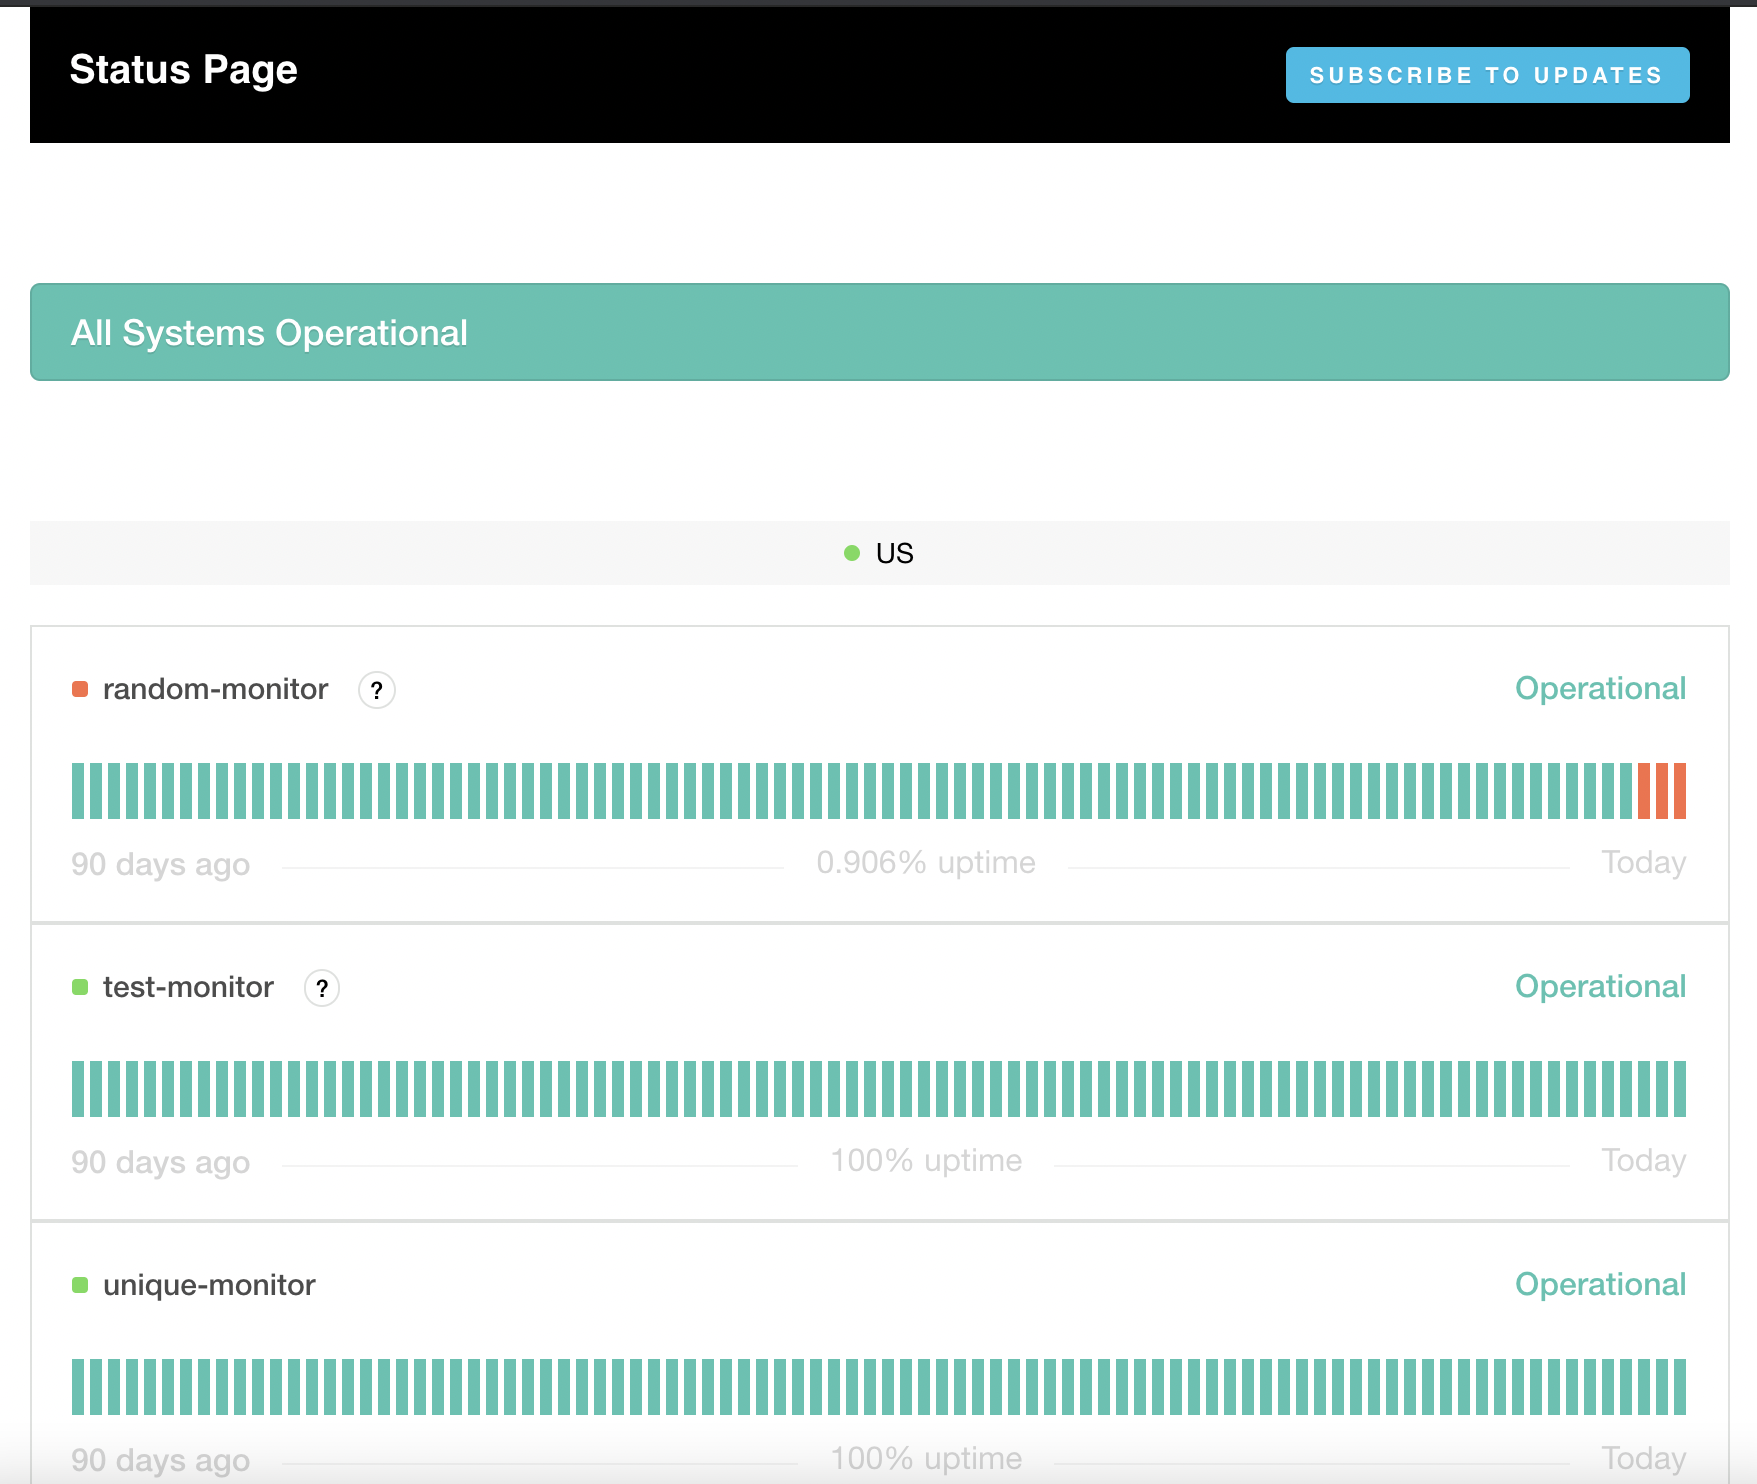 Status Page
SUBSCRIBE TO UPDATES
All Systems Operational
US
random-monitor ? Operational
90 days ago 0.906% uptime Today
test-monitor ? Operational
90 days ago 100% uptime Today
unique-monitor Operational
90 days ago 100% uptime Today